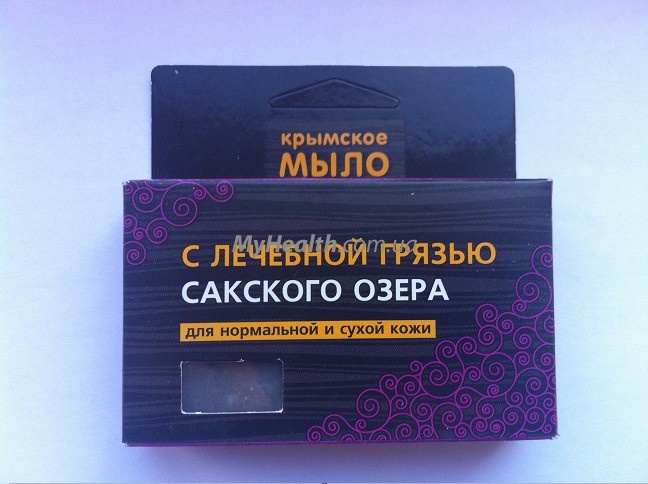 крымское
МЫЛО
MyHealth.com.ua
С ЛЕЧЕБНОЙ ГРЯЗЬЮ
САКСКОГО ОЗЕРА
для нормальной и сухой кожи